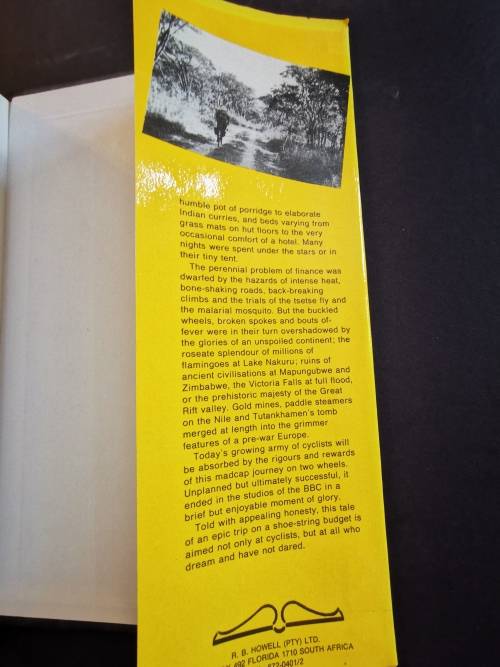 humble pot of porridge to elaborate
Indian curries, and beds varying from
grass mats on hut floors to the very
occasional comfort of a hotel. Many
nights were spent under the stars or in
their tiny tent.
The perennial problem of finance was
dwarfed by the hazards of intense heat,
bone-shaking roads, back-breaking
climbs and the trials of the tsetse fly and
the malarial mosquito. But the buckled
wheels, broken spokes and bouts of-
fever were in their turn overshadowed by
the glories of an unspoiled continent; the
roseate splendour of millions of
flamingoes at Lake Nakuru; ruins of
ancient civilisations at Mapungubwe and
Zimbabwe, the Victoria Falls at full flood,
or the prehistoric majesty of the Great
Rift valley. Gold mines, paddle steamers
on the Nile and Tutankhamen's tomb
merged at length into the grimmer
features of a pre-war Europe.
Today's growing army of cyclists will
be absorbed by the rigours and rewards
of this madcap journey on two wheels.
Unplanned but ultimately successful, it
ended in the studios of the BBC in a
brief but enjoyable moment of glory.
Told with appealing honesty, this tale
of an epic trip on a shoe-string budget is
aimed not only at cyclists, but at all who
dream and have not dared.
R. B. HOWELL (PTY) LTD.
492 FLORIDA 1710 SOUTH AFRICA
672-0401/2